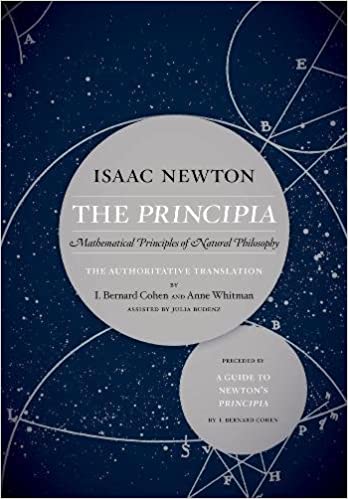 A
B
E
ISAAC NEWTON
THE PRINCIPIA
Mathematical Principles of Natural Philosophy
THE AUTHORITATIVE TRANSLATION
BY
I. Bernard Cohen AND Anne Whitman
ASSISTED BY JULIA BUDENZ
PRECEDED BY
A GUIDE TO
NEWTON'S
PRINCIPIA
BY I. BERNARD COHEN